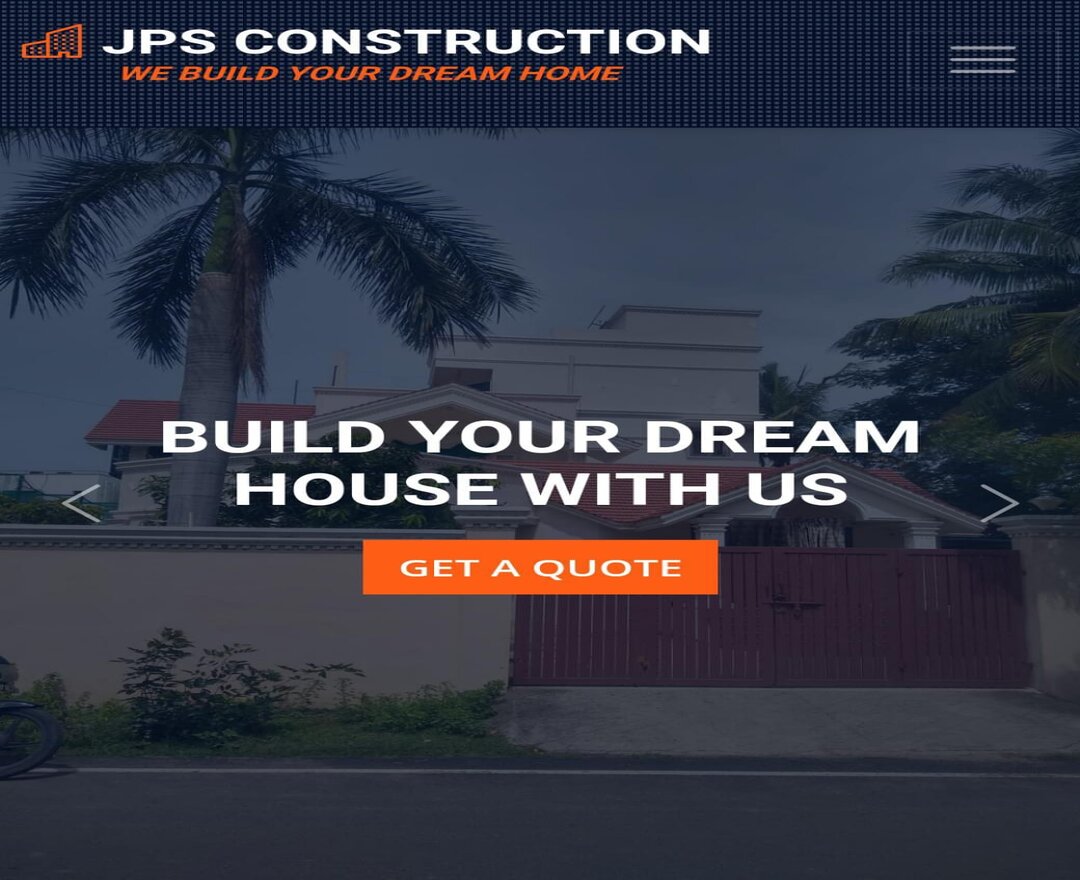 JPS CONSTRUCTION
WE BUILD YOUR DREAM HOME
BUILD YOUR DREAM
HOUSE WITH US
GET A QUOTE